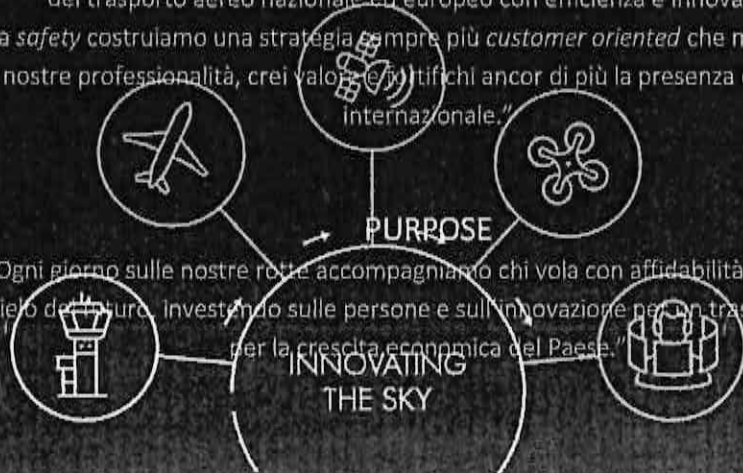 del trasporto aereo nazionale ed europeo con efficienza e innova
a safety costruiamo una strategia sempre più customer oriented che
nostre professionalità, crei valore e fortifichi ancor di più la presenza
internazionale."
PURPOSE
Ogni giorno sulle nostre rotte accompagniamo chi vola con affidabilità
cielo del futuro, investendo sulle persone e sull'innovazione per un tras
per la crescita economica del Paese."
INNOVATING
THE SKY